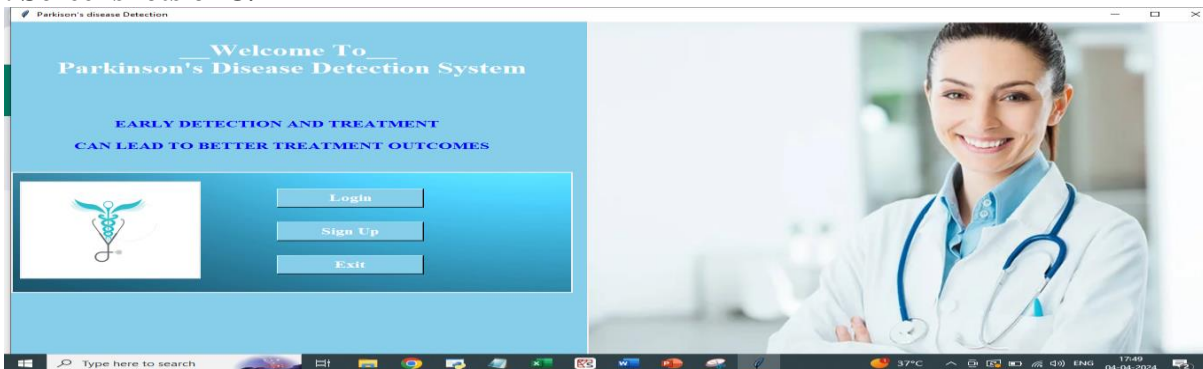 Parkison's disease Detection
__Welcome To__
Parkinson's Disease Detection System
EARLY DETECTION AND TREATMENT
CAN LEAD TO BETTER TREATMENT OUTCOMES
Login
Sign Up
Exit
Type here to search
37°C
ENG
17:49
04-04-2024